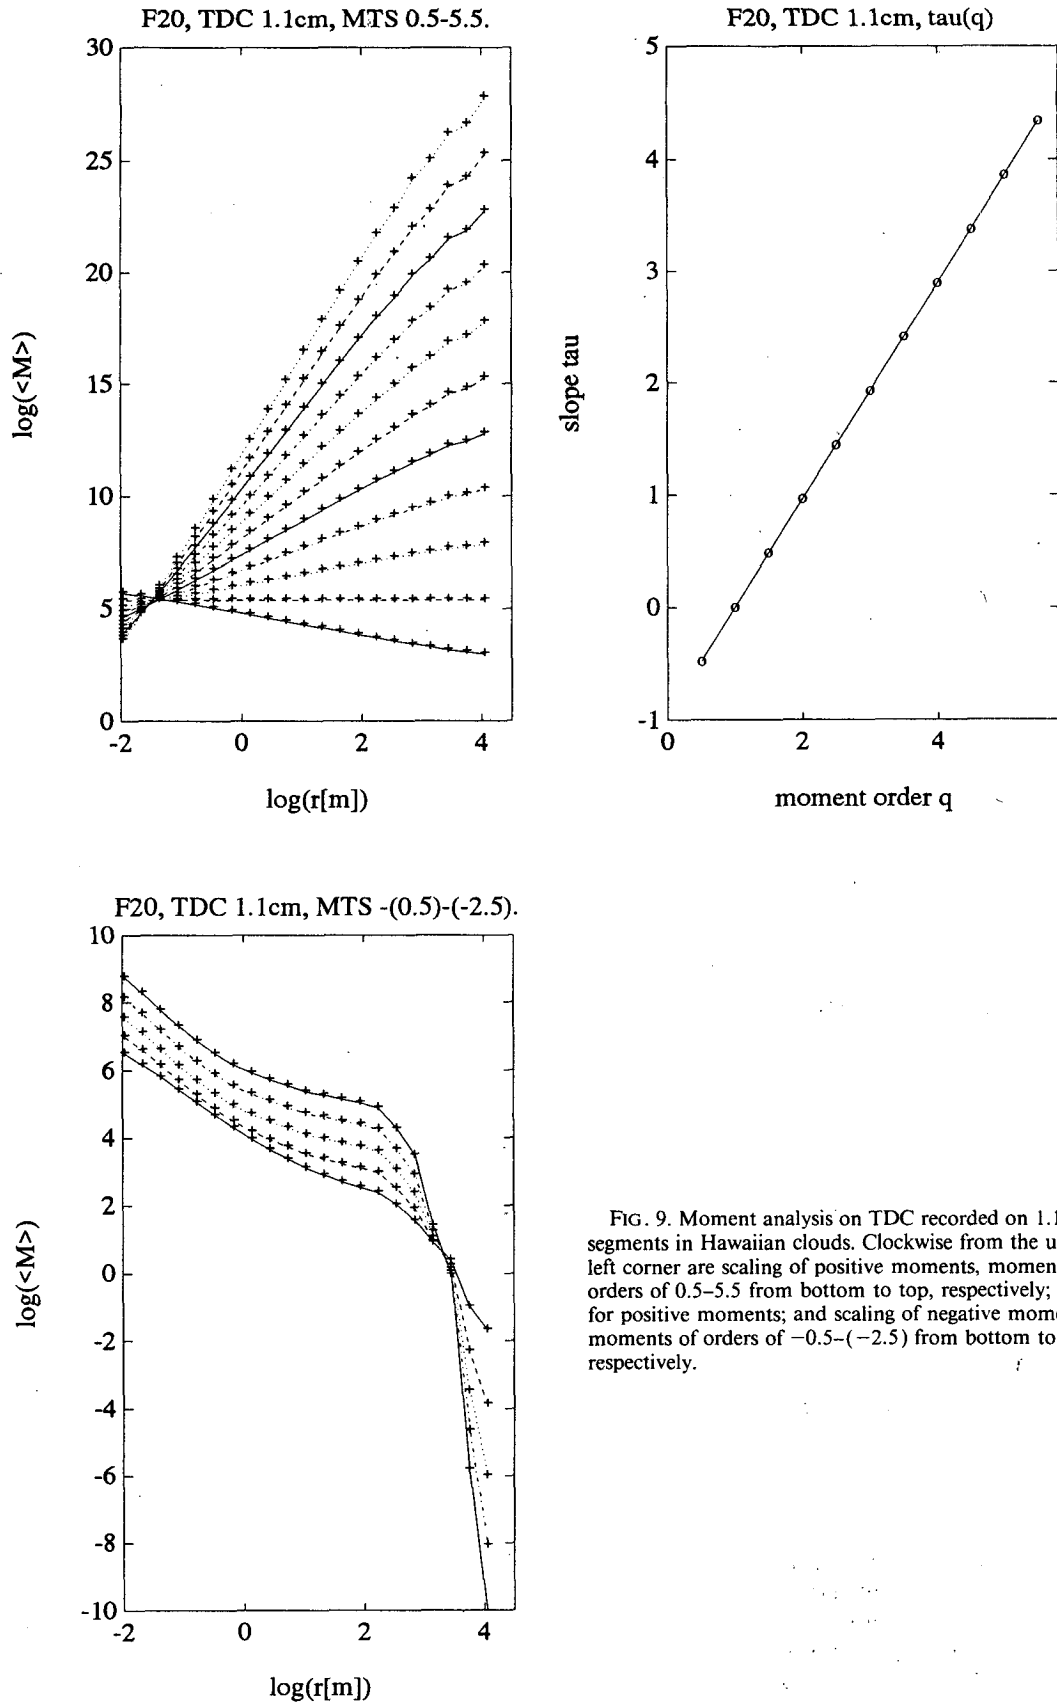 F20, TDC 1.1cm, MTS 0.5-5.5.
30
25
20
15
10
5
0
-2
0
2
4
log(<M>)
log(r[m])
F20, TDC 1.1cm, tau(q)
5
4
3
2
1
0
-1
0
2
4
slope tau
moment order q
F20, TDC 1.1cm, MTS -(0.5)-(-2.5).
10
8
6
4
2
0
-2
-4
-6
-8
-10
-2
0
2
4
log(<M>)
log(r[m])
FIG. 9. Moment analysis on TDC recorded on 1.1
segments in Hawaiian clouds. Clockwise from the u
left corner are scaling of positive moments, momen
orders of 0.5–5.5 from bottom to top, respectively;
for positive moments; and scaling of negative mome
moments of orders of −0.5–(−2.5) from bottom to
respectively.